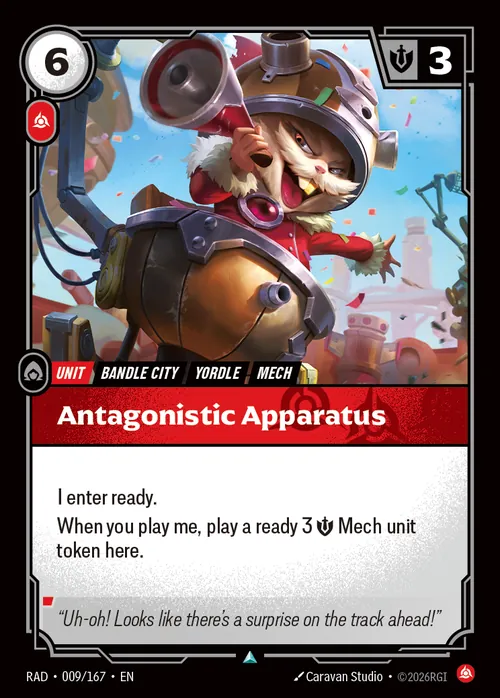 6
3
UNIT BANDLE CITY YORDLE MECH
Antagonistic Apparatus
I enter ready.
When you play me, play a ready 3 Mech unit
token here.
“Uh-oh! Looks like there’s a surprise on the track ahead!”
RAD • 009/167 • EN Caravan Studio • ©2026RGI